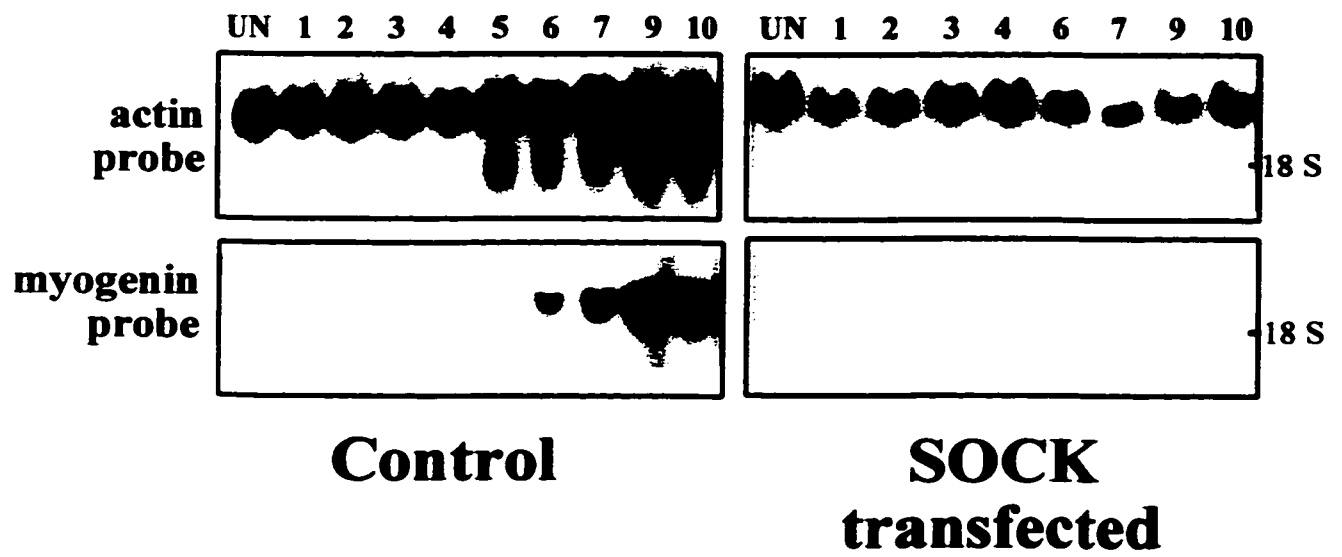 UN 1 2 3 4 5 6 7 9 10
UN 1 2 3 4 6 7 9 10
actin
probe
18 S
myogenin
probe
18 S
Control
SOCK
transfected